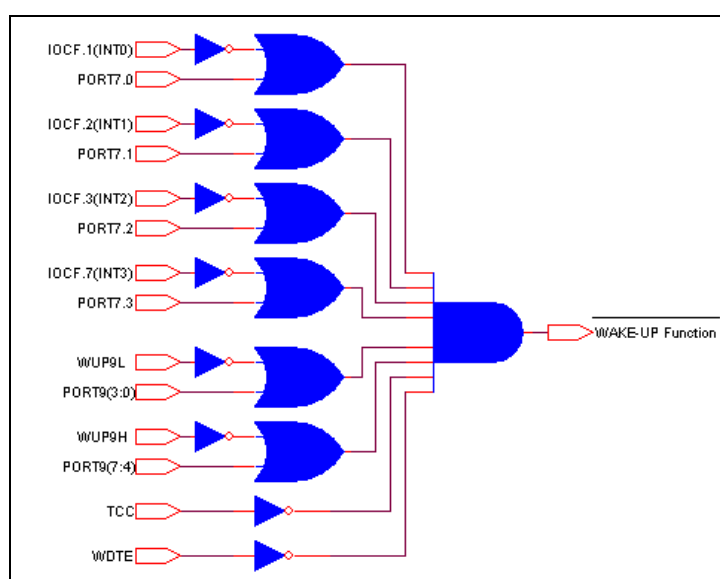 IOCF.1(INT0)
PORT7.0
IOCF.2(INT1)
PORT7.1
IOCF.3(INT2)
PORT7.2
IOCF.7(INT3)
PORT7.3
WAKE-UP Function
WUP9L
PORT9(3:0)
WUP9H
PORT9(7:4)
TCC
WDTE